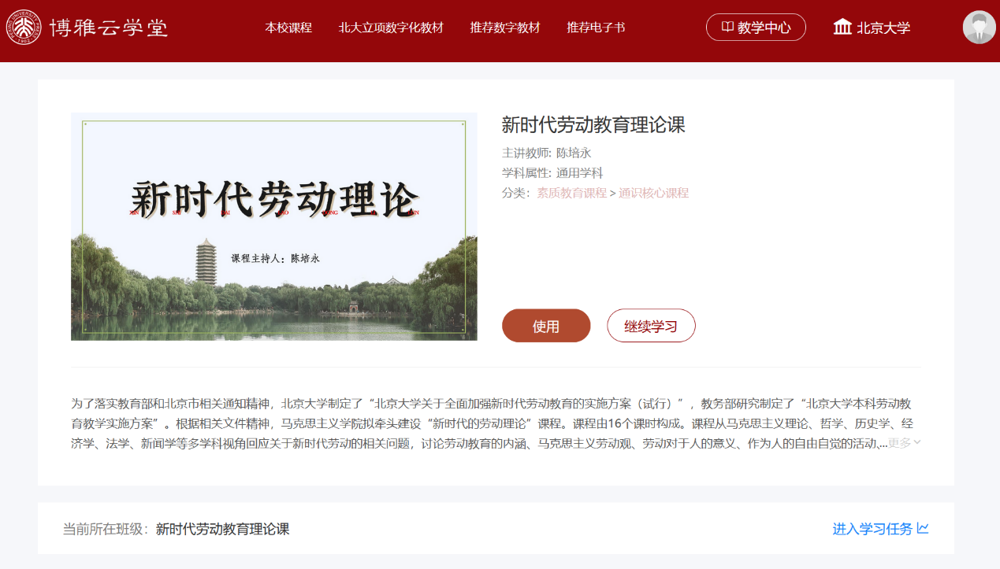 博雅云学堂
本校课程 北大立项数字化教材 推荐数字教材 推荐电子书
教学中心
北京大学
新时代劳动理论
课程主持人：陈培永
新时代劳动教育理论课
主讲教师: 陈培永
学科属性: 通用学科
分类： 素质教育课程 > 通识核心课程
使用 继续学习
为了落实教育部和北京市相关通知精神，北京大学制定了“北京大学关于全面加强新时代劳动教育的实施方案（试行）”，教务部研究制定了“北京大学本科劳动教
育教学实施方案”。根据相关文件精神，马克思主义学院拟牵头建设“新时代的劳动理论”课程。课程由16个课时构成。课程从马克思主义理论、哲学、历史学、经
济学、法学、新闻学等多学科视角回应关于新时代劳动的相关问题，讨论劳动教育的内涵、马克思主义劳动观、劳动对于人的意义、作为人的自由自觉的活动、...更多
当前所在班级： 新时代劳动教育理论课
进入学习任务